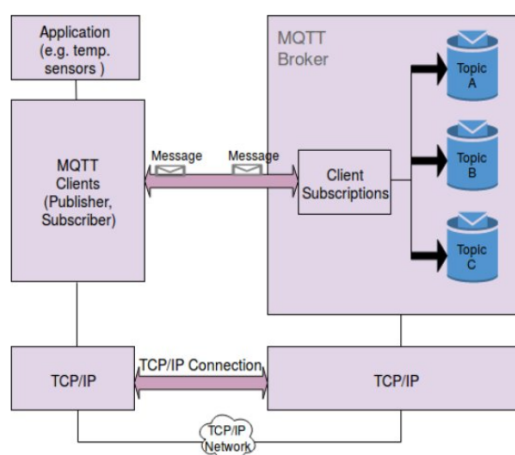 Application
(e.g. temp.
sensors )
MQTT
Clients
(Publisher,
Subscriber)
Message
Message
MQTT
Broker
Client
Subscriptions
Topic
A
Topic
B
Topic
C
TCP/IP
TCP/IP Connection
TCP/IP
TCP/IP
Network